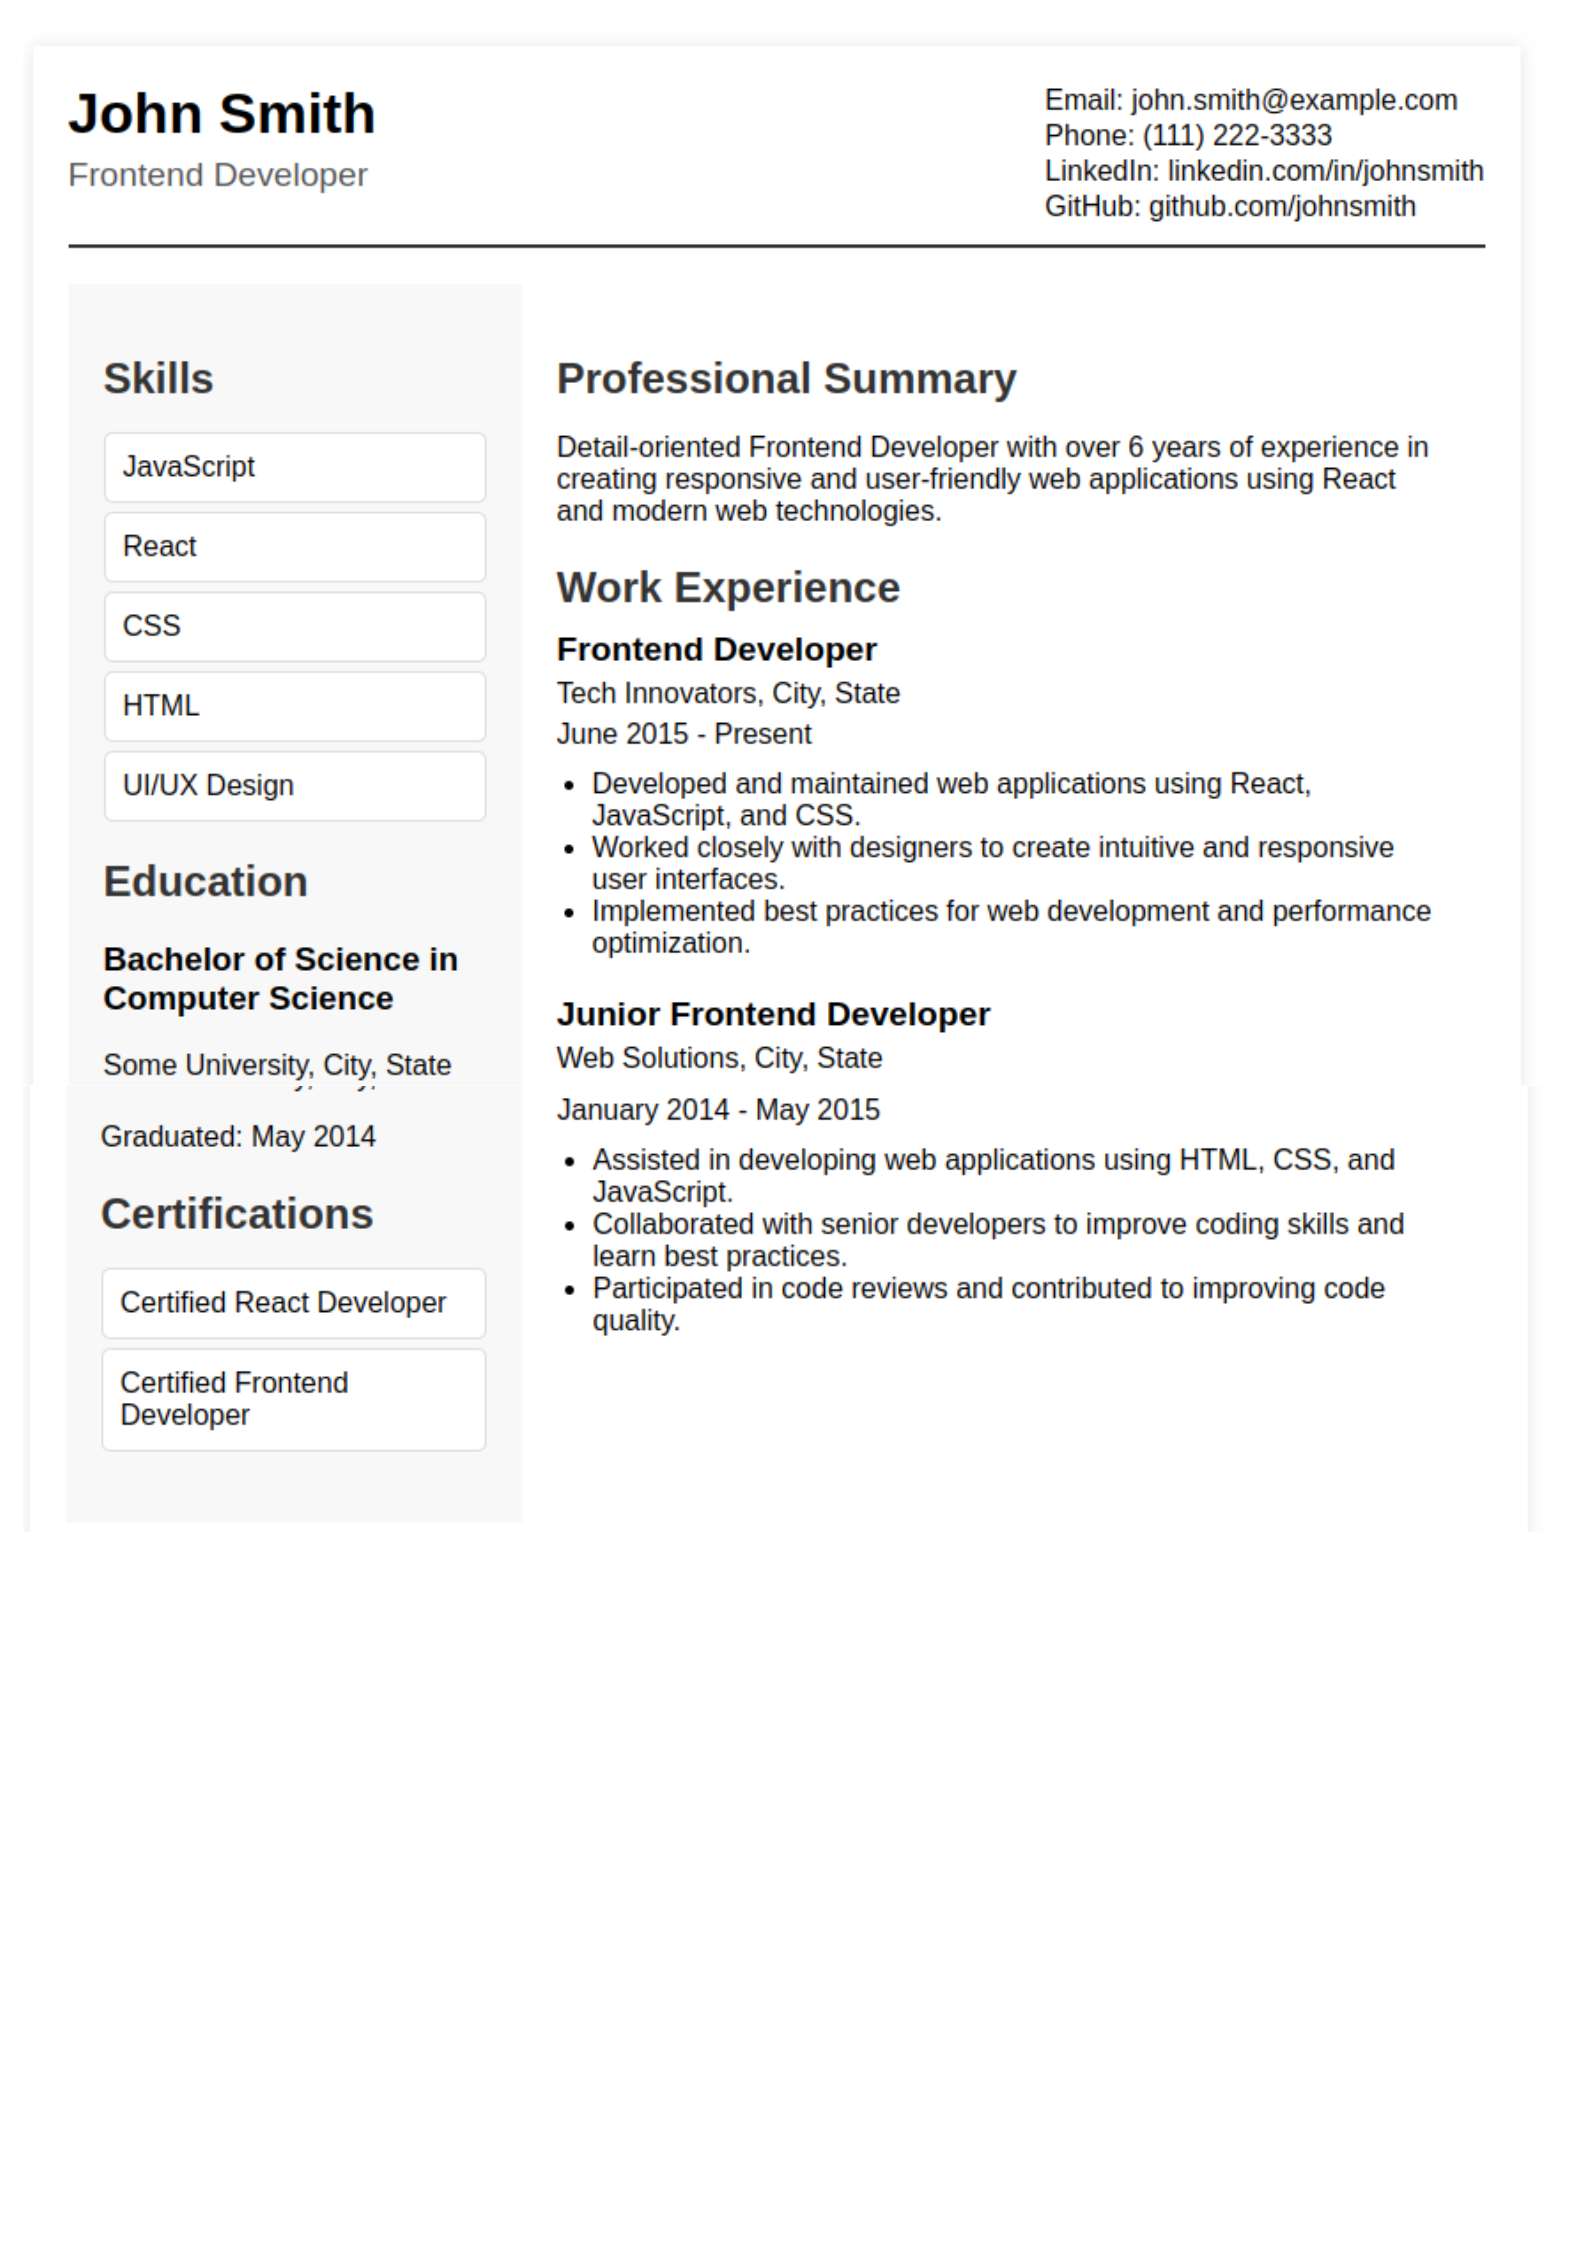 John Smith
Frontend Developer
Email: john.smith@example.com
Phone: (111) 222-3333
LinkedIn: linkedin.com/in/johnsmith
GitHub: github.com/johnsmith
Skills
JavaScript
React
CSS
HTML
UI/UX Design
Education
Bachelor of Science in
Computer Science
Some University, City, State
Graduated: May 2014
Certifications
Certified React Developer
Certified Frontend
Developer
Professional Summary
Detail-oriented Frontend Developer with over 6 years of experience in
creating responsive and user-friendly web applications using React
and modern web technologies.
Work Experience
Frontend Developer
Tech Innovators, City, State
June 2015 - Present
• Developed and maintained web applications using React,
JavaScript, and CSS.
• Worked closely with designers to create intuitive and responsive
user interfaces.
• Implemented best practices for web development and performance
optimization.
Junior Frontend Developer
Web Solutions, City, State
January 2014 - May 2015
• Assisted in developing web applications using HTML, CSS, and
JavaScript.
• Collaborated with senior developers to improve coding skills and
learn best practices.
• Participated in code reviews and contributed to improving code
quality.